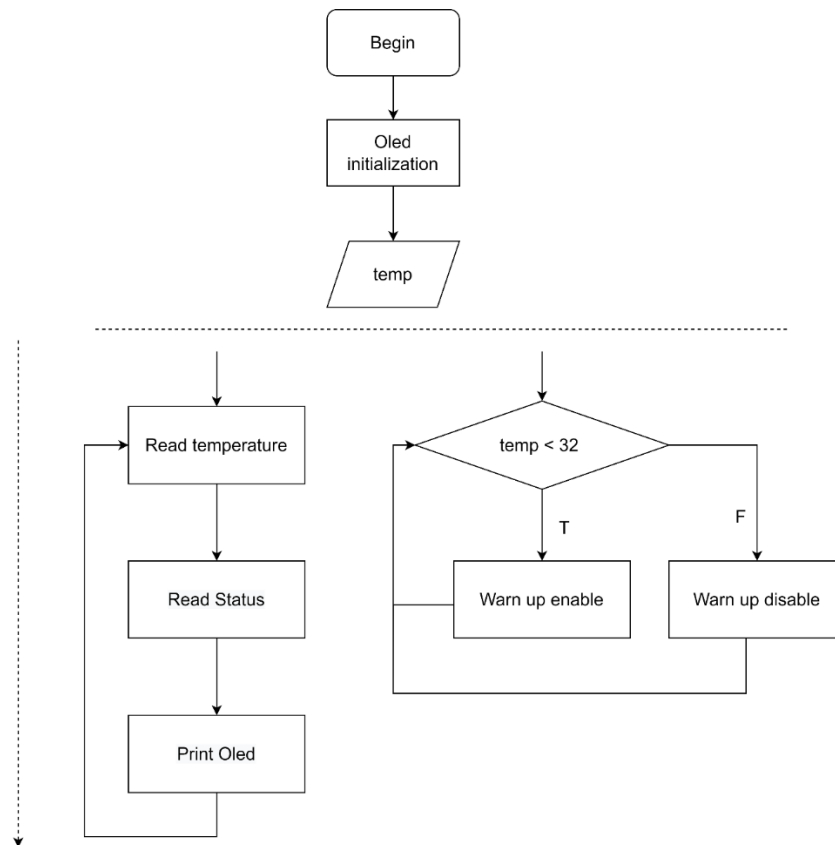 Begin
Oled
initialization
temp
Read temperature
temp < 32
T
F
Read Status
Warn up enable
Warn up disable
Print Oled